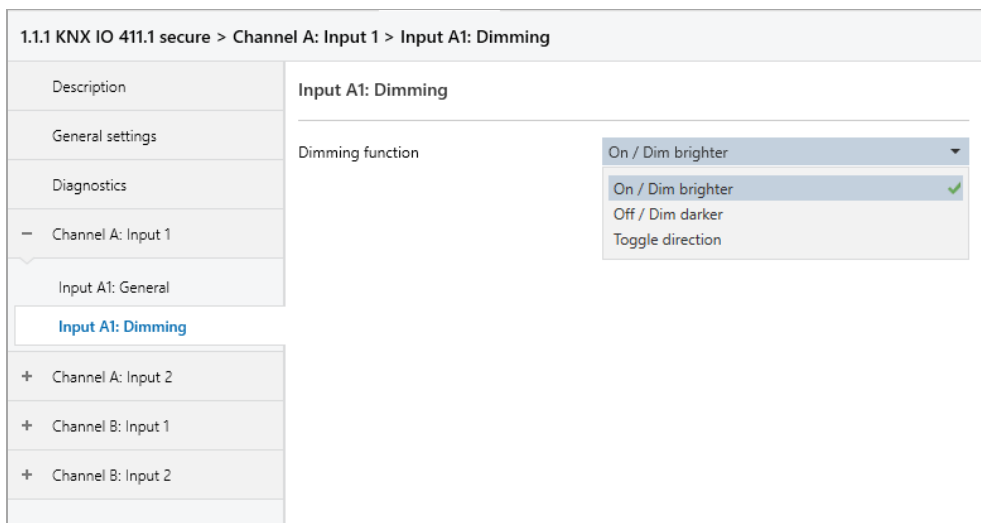 1.1.1 KNX IO 411.1 secure > Channel A: Input 1 > Input A1: Dimming
Description
General settings
Diagnostics
− Channel A: Input 1
Input A1: General
Input A1: Dimming
+ Channel A: Input 2
+ Channel B: Input 1
+ Channel B: Input 2
Input A1: Dimming
Dimming function On / Dim brighter
On / Dim brighter
Off / Dim darker
Toggle direction